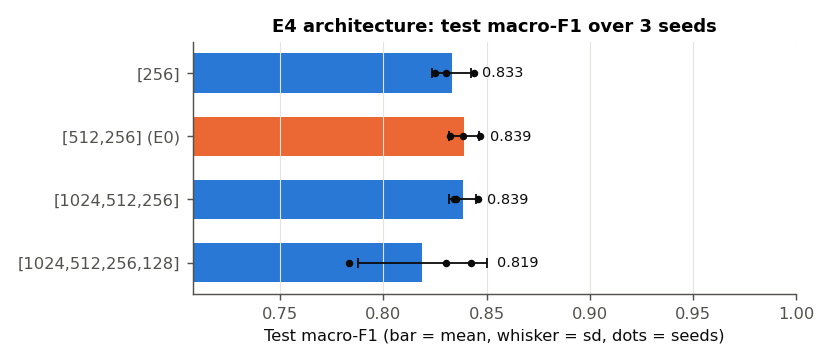 E4 architecture: test macro-F1 over 3 seeds
[256]
0.833
[512,256] (E0)
0.839
[1024,512,256]
0.839
[1024,512,256,128]
0.819
0.75 0.80 0.85 0.90 0.95 1.00
Test macro-F1 (bar = mean, whisker = sd, dots = seeds)